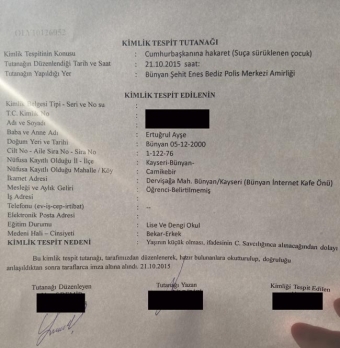 KİMLİK TESPİT TUTANAĞI
Kimlik Tespitinin Konusu : Cumhurbaşkanına hakaret (Suça sürüklenen çocuk)
Tutanağın Düzenlendiği Tarih ve Saat : 21.10.2015 saat:
Tutanağın Yapıldığı Yer : Bünyan Şehit Enes Bediz Polis Merkezi Amirliği
KİMLİK TESPİT EDİLENİN
Kimlik Belgesi Tipi - Seri ve No su :
T.C. Kimlik No :
Adı ve Soyadı :
Baba ve Anne Adı : Ertuğrul Ayşe
Doğum Yeri ve Tarihi : Bünyan 05-12-2000
Cilt No - Aile Sıra No - Sıra No : 1-122-76
Nüfusa Kayıtlı Olduğu İl - İlçe : Kayseri-Bünyan-
Nüfusa Kayıtlı Olduğu Mahalle / Köy : Camikebir
İkamet Adresi : Dervişağa Mah. Bünyan/Kayseri (Bünyan İnternet Kafe Önü)
Mesleği ve Aylık Geliri : Öğrenci-Belirtilmemiş
İş Adresi :
Telefonu (ev-iş-cep-irtibat) : --
Elektronik Posta Adresi :
Eğitim Durumu : Lise Ve Dengi Okul
Medeni Hali - Cinsiyeti : Bekar-Erkek
KİMLİK TESPİT NEDENİ : Yaşının küçük olması, ifadesinin C. Savcılığınca alınacağından dolayı
Bu kimlik tespit tutanağı, tarafımızdan düzenlenerek, hazır bulunanlara okutturulup, doğruluğu
anlaşıldıktan sonra taraflarca imza altına alındı. 21.10.2015
Tutanağı Düzenleyen Tutanağı Yazan Kimliği Tespit Edilen